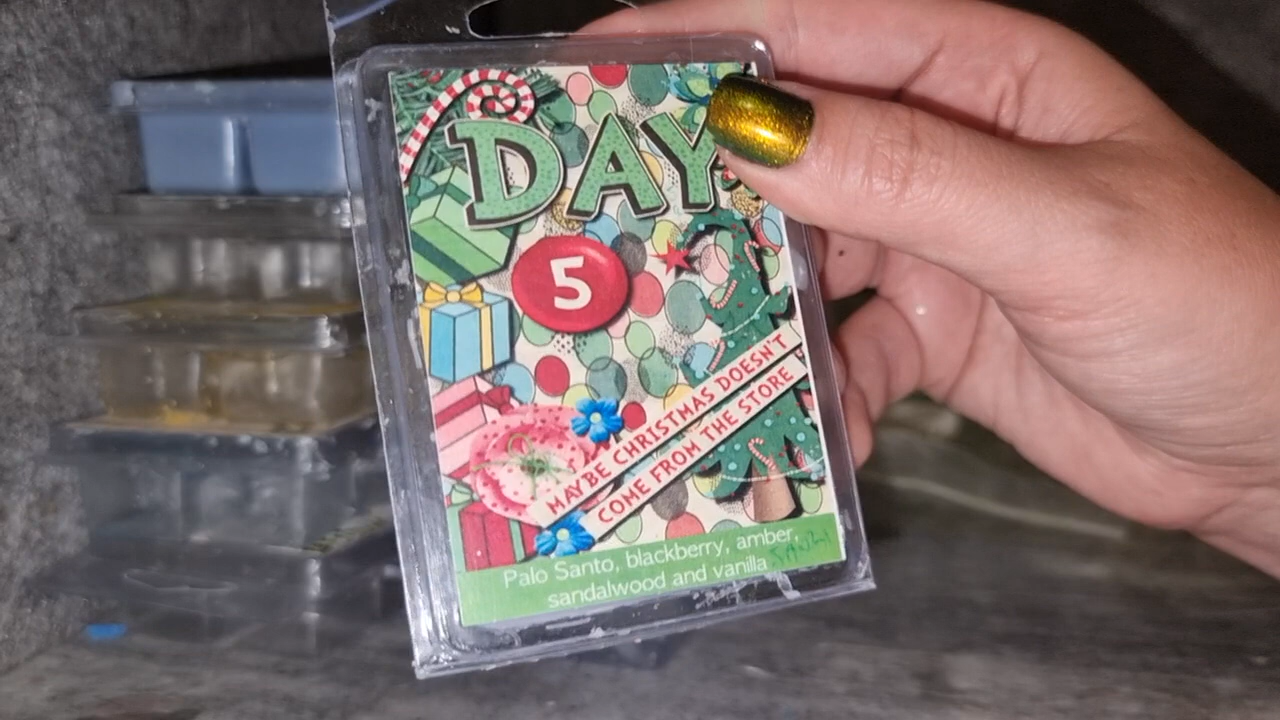 DAY
5
MAYBE CHRISTMAS DOESN'T
COME FROM THE STORE
Palo Santo, blackberry, amber,
sandalwood and vanilla